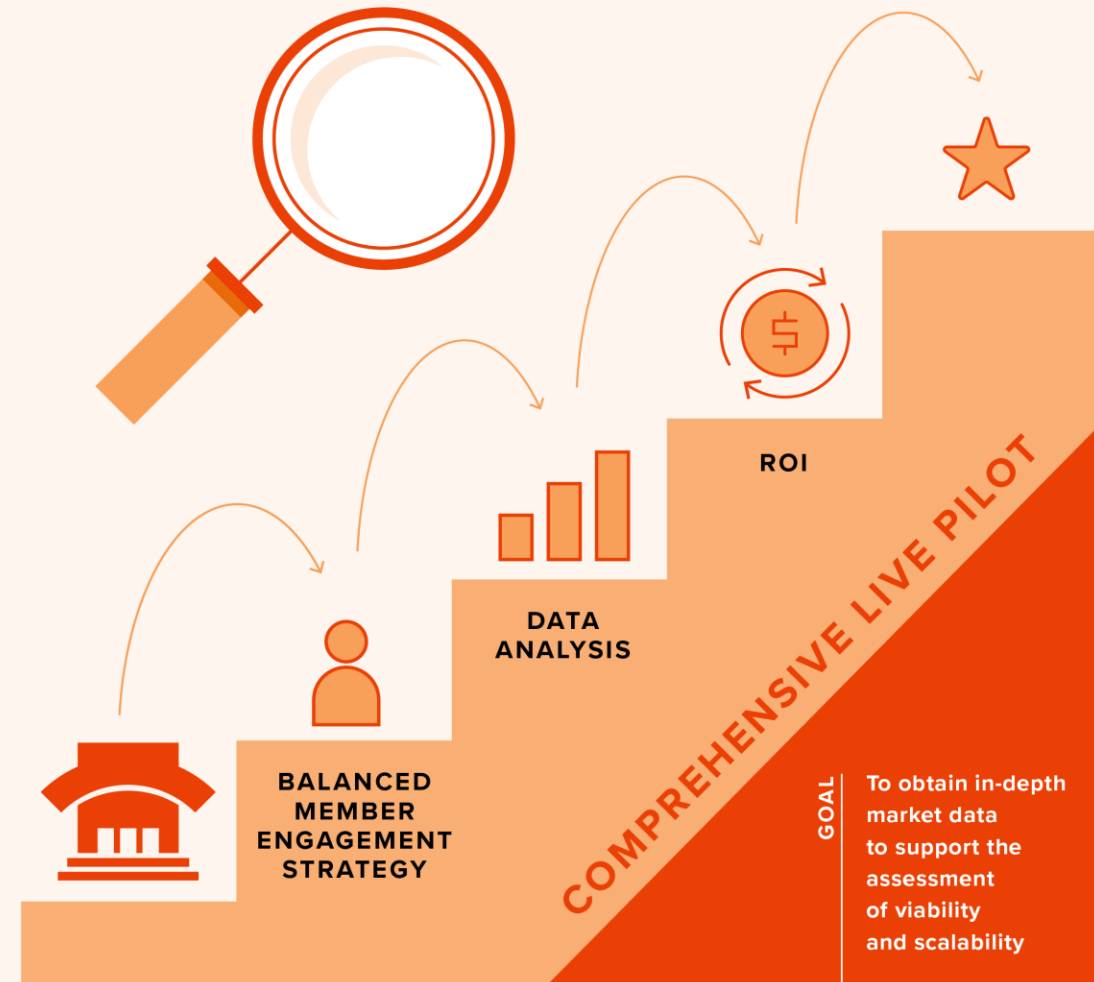 ROI
DATA
ANALYSIS
BALANCED
MEMBER
ENGAGEMENT
STRATEGY
COMPREHENSIVE LIVE PILOT
GOAL
To obtain in-depth
market data
to support the
assessment
of viability
and scalability
$